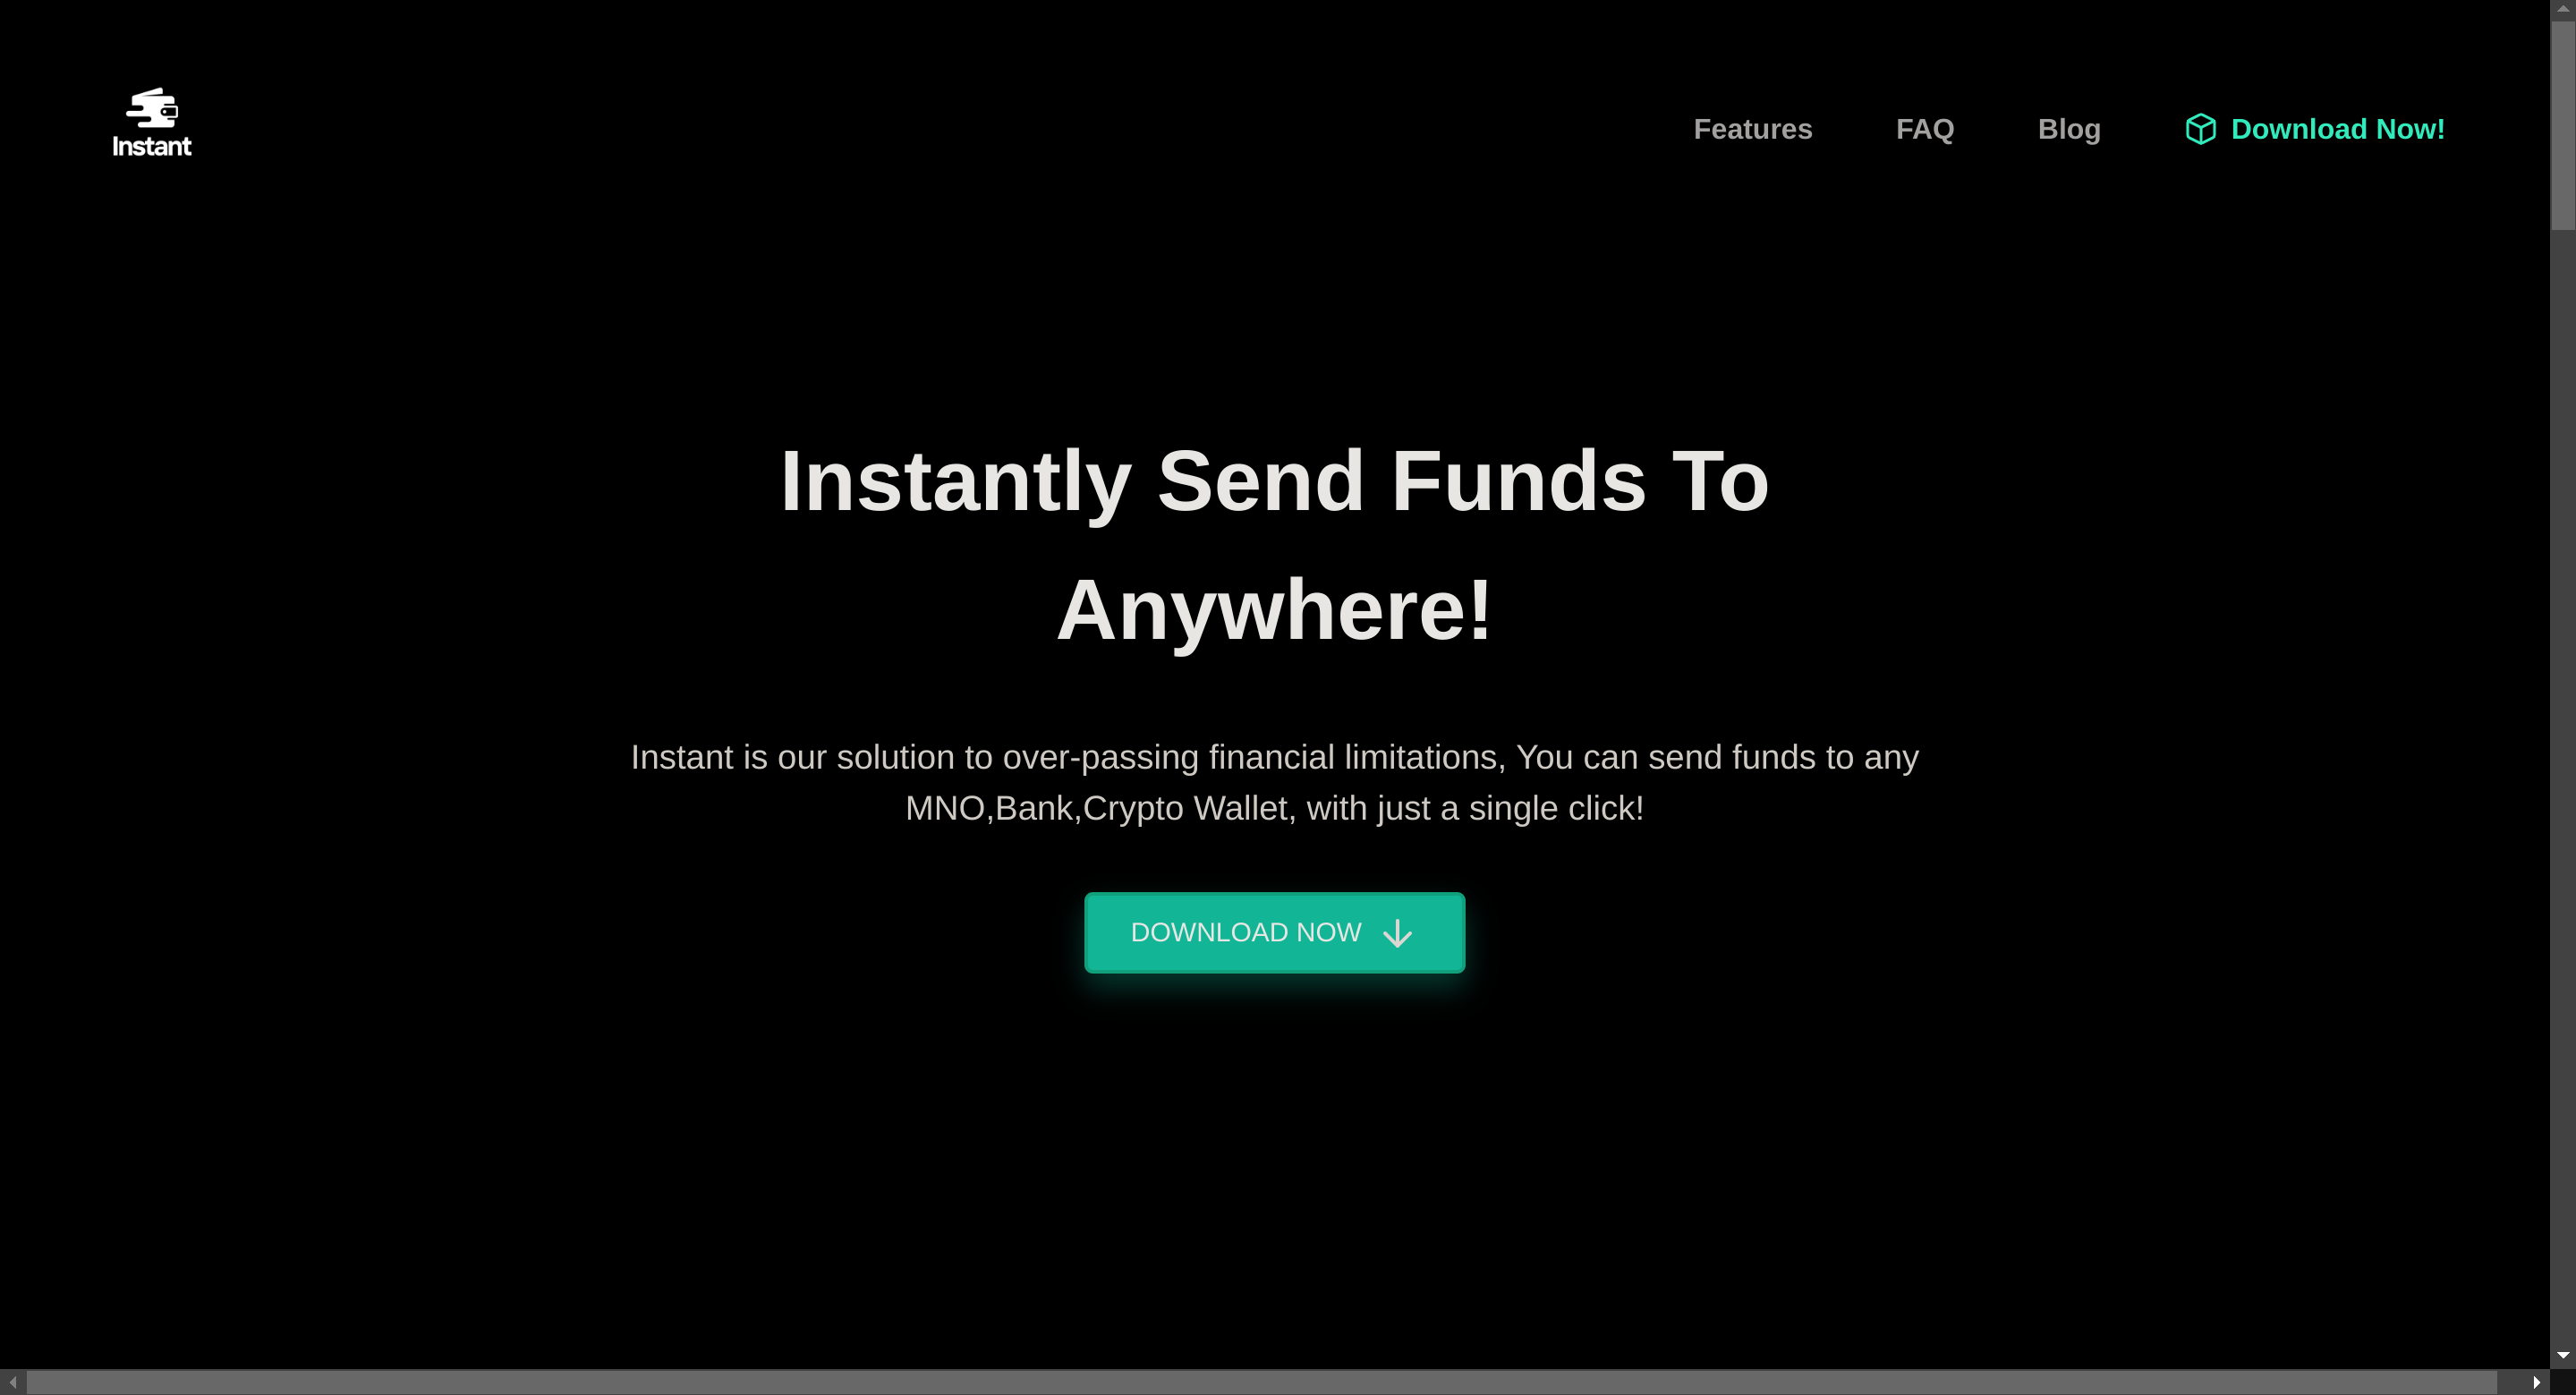 Instant
Features
FAQ
Blog
Download Now!
Instantly Send Funds To
Anywhere!
Instant is our solution to over-passing financial limitations, You can send funds to any
MNO,Bank,Crypto Wallet, with just a single click!
DOWNLOAD NOW